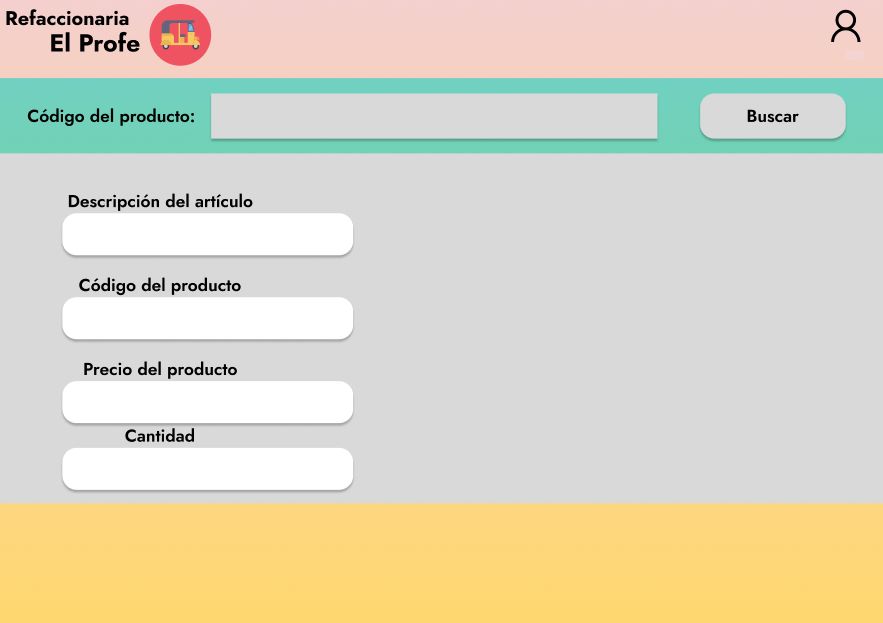 Refaccionaria
El Profe
Código del producto:
Buscar
Descripción del artículo
Código del producto
Precio del producto
Cantidad